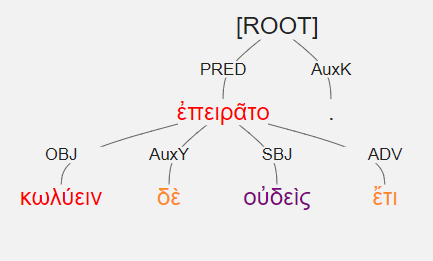 [ROOT]
PRED AuxK
ἐπειρᾶτο .
OBJ AuxY SBJ ADV
κωλύειν δὲ οὐδεὶς ἔτι